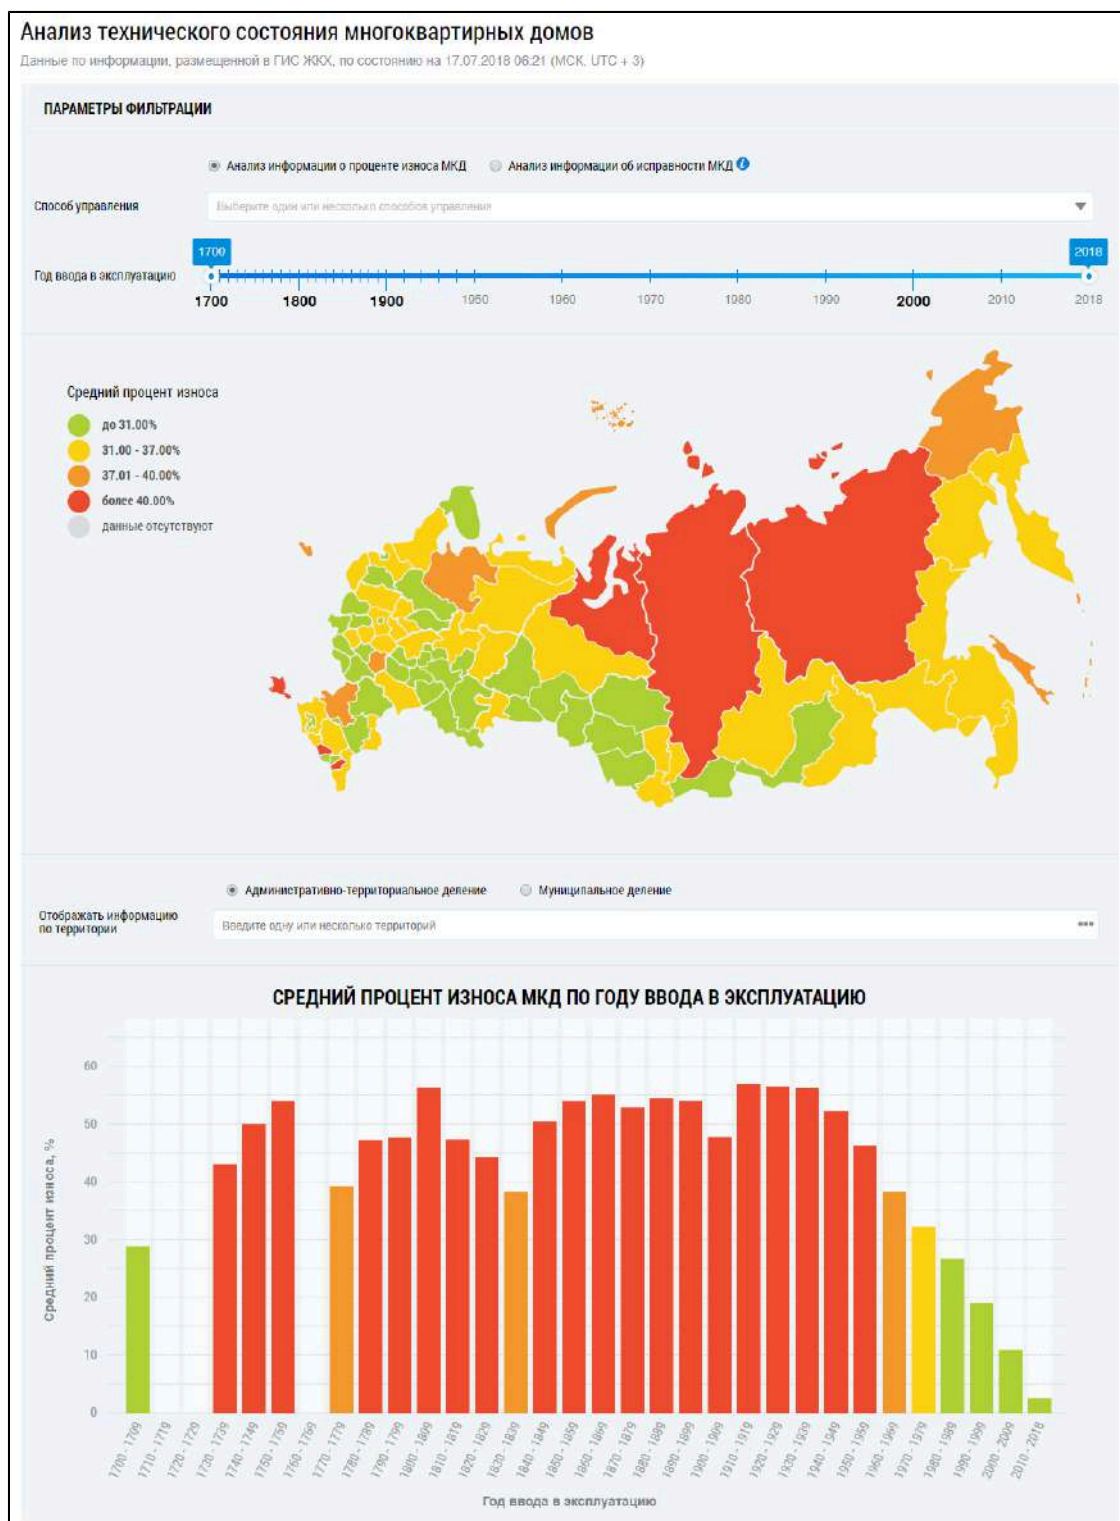 Анализ технического состояния многоквартирных домов
Данные по информации, размещенной в ГИС ЖКХ, по состоянию на 17.07.2018 06:21 (МСК, UTC + 3)
ПАРАМЕТРЫ ФИЛЬТРАЦИИ
Анализ информации о проценте износа МКД Анализ информации об исправности МКД
Способ управления Выберите один или несколько способов управления
1700 2018
Год ввода в эксплуатацию
1700 1800 1900 1950 1960 1970 1980 1990 2000 2010 2018
Средний процент износа
до 31.00%
31.00 - 37.00%
37.01 - 40.00%
более 40.00%
данные отсутствуют
Административно-территориальное деление Муниципальное деление
Отображать информацию
по территории
Введите одну или несколько территорий
СРЕДНИЙ ПРОЦЕНТ ИЗНОСА МКД ПО ГОДУ ВВОДА В ЭКСПЛУАТАЦИЮ
Средний процент износа, %
60
50
40
30
20
10
0
1700 - 1709 1710 - 1719 1720 - 1729 1730 - 1739 1740 - 1749 1750 - 1759 1760 - 1769 1770 - 1779 1780 - 1789 1790 - 1799 1800 - 1809 1810 - 1819 1820 - 1829 1830 - 1839 1840 - 1849 1850 - 1859 1860 - 1869 1870 - 1879 1880 - 1889 1890 - 1899 1900 - 1909 1910 - 1919 1920 - 1929 1930 - 1939 1940 - 1949 1950 - 1959 1960 - 1969 1970 - 1979 1980 - 1989 1990 - 1999 2000 - 2009 2010 - 2018
Год ввода в эксплуатацию